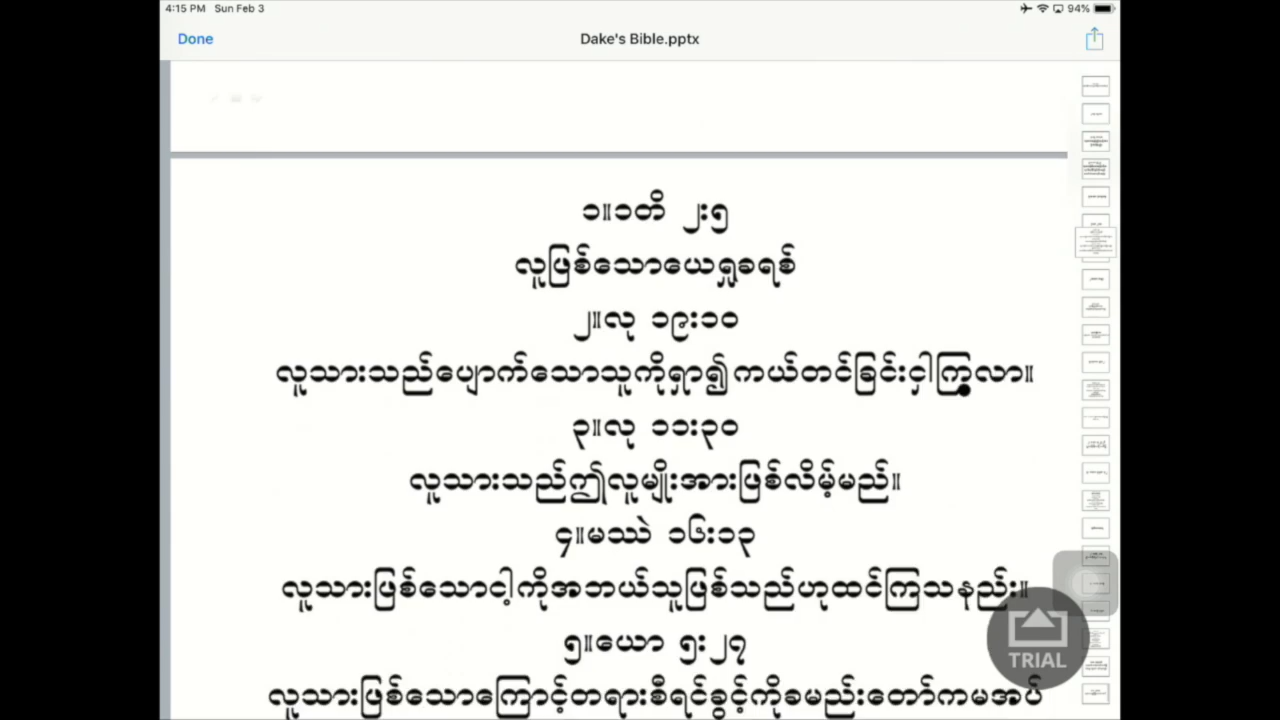 4:15 PM Sun Feb 3
94%
Done
Dake's Bible.pptx
၁။၁တိ ၂း၅
လူဖြစ်သောယေရှုခရစ်
၂။လု ၁၉း၁၀
လူသားသည်ပျောက်သောသူကိုရှာ၍ကယ်တင်ခြင်းငှါကြွလာ။
၃။လု ၁၁း၃၀
လူသားသည်ဤလူမျိုးအားဖြစ်လိမ့်မည်။
၄။မဿဲ ၁၆း၁၃
လူသားဖြစ်သောငါ့ကိုအဘယ်သူဖြစ်သည်ဟုထင်ကြသနည်း။
၅။ယော ၅း၂၇
လူသားဖြစ်သောကြောင့်တရားစီရင်ခွင့်ကိုခမည်းတော်ကမအပ်
TRIAL